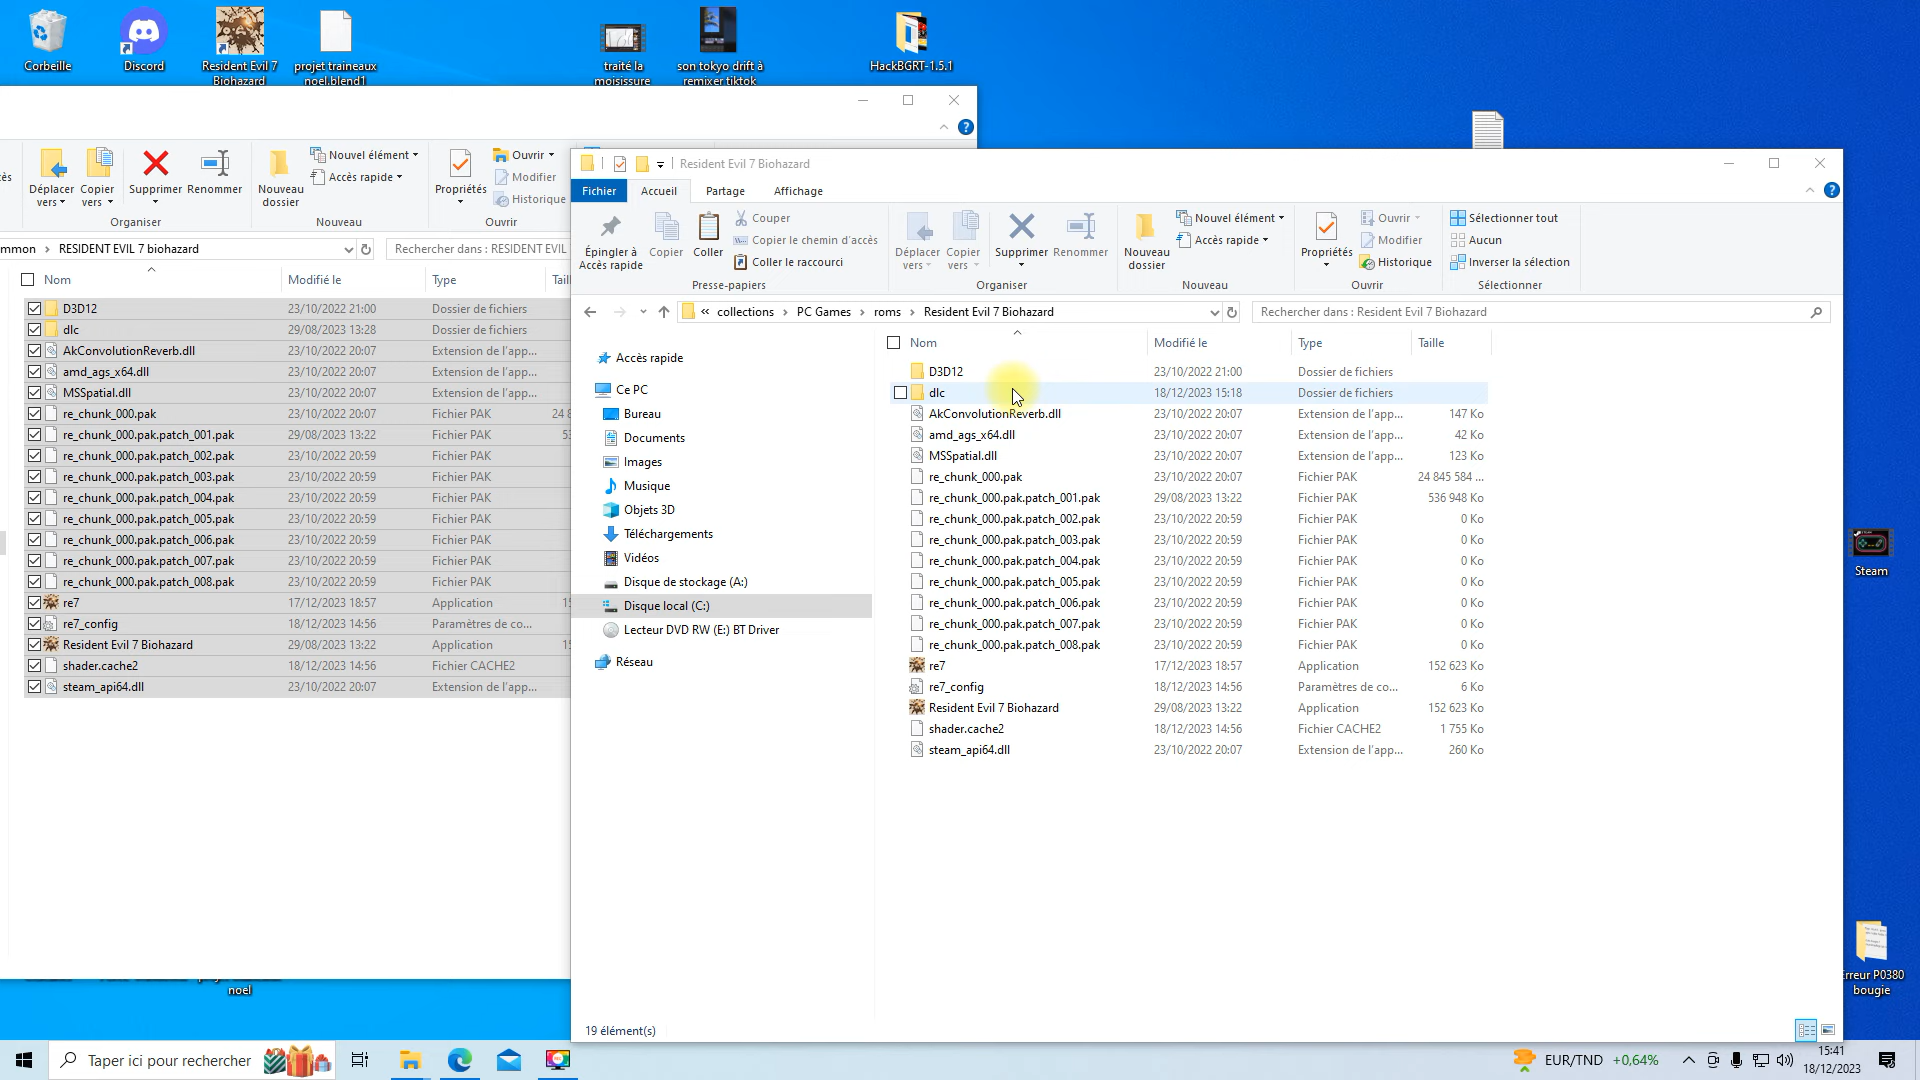 Corbeille
Discord
Resident Evil 7
Biohazard
projet traineaux
noel.blend1
traité la
moisissure
son tokyo drift à
remixer tiktok
HackBGRT-1.5.1
Déplacer
vers
Copier
vers
Supprimer
Renommer
Organiser
Nouveau
dossier
Nouvel élément
Accès rapide
Nouveau
Propriétés
Ouvrir
Modifier
Historique
Ouvrir
RESIDENT EVIL 7 biohazard
Rechercher dans : RESIDENT EVIL
Nom Modifié le Type
D3D12 23/10/2022 21:00 Dossier de fichiers
dlc 29/08/2023 13:28 Dossier de fichiers
AkConvolutionReverb.dll 23/10/2022 20:07 Extension de l'app...
amd_ags_x64.dll 23/10/2022 20:07 Extension de l'app...
MSSpatial.dll 23/10/2022 20:07 Extension de l'app...
re_chunk_000.pak 23/10/2022 20:07 Fichier PAK
re_chunk_000.pak.patch_001.pak 29/08/2023 13:22 Fichier PAK
re_chunk_000.pak.patch_002.pak 23/10/2022 20:59 Fichier PAK
re_chunk_000.pak.patch_003.pak 23/10/2022 20:59 Fichier PAK
re_chunk_000.pak.patch_004.pak 23/10/2022 20:59 Fichier PAK
re_chunk_000.pak.patch_005.pak 23/10/2022 20:59 Fichier PAK
re_chunk_000.pak.patch_006.pak 23/10/2022 20:59 Fichier PAK
re_chunk_000.pak.patch_007.pak 23/10/2022 20:59 Fichier PAK
re_chunk_000.pak.patch_008.pak 23/10/2022 20:59 Fichier PAK
re7 17/12/2023 18:57 Application
re7_config 18/12/2023 14:56 Paramètres de co...
Resident Evil 7 Biohazard 29/08/2023 13:22 Application
shader.cache2 18/12/2023 14:56 Fichier CACHE2
steam_api64.dll 23/10/2022 20:07 Extension de l'app...
noel
Resident Evil 7 Biohazard
Fichier Accueil Partage Affichage
Épingler à
Accès rapide
Copier
Coller
Couper
Copier le chemin d'accès
Coller le raccourci
Presse-papiers
Déplacer
vers
Copier
vers
Supprimer
Renommer
Organiser
Nouveau
dossier
Nouvel élément
Accès rapide
Nouveau
Propriétés
Ouvrir
Modifier
Historique
Ouvrir
Sélectionner tout
Aucun
Inverser la sélection
Sélectionner
« collections > PC Games > roms > Resident Evil 7 Biohazard
Rechercher dans : Resident Evil 7 Biohazard
Accès rapide
Ce PC
Bureau
Documents
Images
Musique
Objets 3D
Téléchargements
Vidéos
Disque de stockage (A:)
Disque local (C:)
Lecteur DVD RW (E:) BT Driver
Réseau
Nom Modifié le Type Taille
D3D12 23/10/2022 21:00 Dossier de fichiers
dlc 18/12/2023 15:18 Dossier de fichiers
AkConvolutionReverb.dll 23/10/2022 20:07 Extension de l'app... 147 Ko
amd_ags_x64.dll 23/10/2022 20:07 Extension de l'app... 42 Ko
MSSpatial.dll 23/10/2022 20:07 Extension de l'app... 123 Ko
re_chunk_000.pak 23/10/2022 20:07 Fichier PAK 24 845 584 ...
re_chunk_000.pak.patch_001.pak 29/08/2023 13:22 Fichier PAK 536 948 Ko
re_chunk_000.pak.patch_002.pak 23/10/2022 20:59 Fichier PAK 0 Ko
re_chunk_000.pak.patch_003.pak 23/10/2022 20:59 Fichier PAK 0 Ko
re_chunk_000.pak.patch_004.pak 23/10/2022 20:59 Fichier PAK 0 Ko
re_chunk_000.pak.patch_005.pak 23/10/2022 20:59 Fichier PAK 0 Ko
re_chunk_000.pak.patch_006.pak 23/10/2022 20:59 Fichier PAK 0 Ko
re_chunk_000.pak.patch_007.pak 23/10/2022 20:59 Fichier PAK 0 Ko
re_chunk_000.pak.patch_008.pak 23/10/2022 20:59 Fichier PAK 0 Ko
re7 17/12/2023 18:57 Application 152 623 Ko
re7_config 18/12/2023 14:56 Paramètres de co... 6 Ko
Resident Evil 7 Biohazard 29/08/2023 13:22 Application 152 623 Ko
shader.cache2 18/12/2023 14:56 Fichier CACHE2 1 755 Ko
steam_api64.dll 23/10/2022 20:07 Extension de l'app... 260 Ko
19 élément(s)
Steam
Erreur P0380
bougie
Taper ici pour rechercher
EUR/TND +0,64%
15:41
18/12/2023